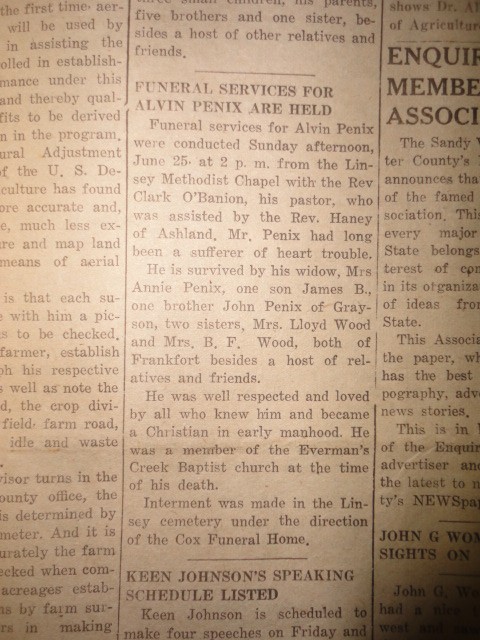 the first time aer-
will be used by
in assisting the
olled in establish-
mance under this
and thereby qual-
fits to be derived
n in the program.
ural Adjustment
of the U. S. De-
culture has found
ore accurate and,
e, much less ex-
ure and map land
means of aerial
is that each su-
e with him a pic-
s to be checked.
farmer, establish
ph his respective
s well as note the
d, the crop divi-
field farm road,
idle and waste
visor turns in the
ounty office, the
is determined by
meter. And it is
urately the farm
ecked when com-
acreages estab-
ns by farm sur-
rs in making
three small children, his parents,
five brothers and one sister, be-
sides a host of other relatives and
friends.
FUNERAL SERVICES FOR
ALVIN PENIX ARE HELD
Funeral services for Alvin Penix
were conducted Sunday afternoon,
June 25. at 2 p. m. from the Lin-
sey Methodist Chapel with the Rev
Clark O'Banion, his pastor, who
was assisted by the Rev. Haney
of Ashland. Mr. Penix had long
been a sufferer of heart trouble.
He is survived by his widow, Mrs
Annie Penix, one son James B.,
one brother John Penix of Gray-
son, two sisters, Mrs. Lloyd Wood
and Mrs. B. F. Wood, both of
Frankfort besides a host of rel-
atives and friends.
He was well respected and loved
by all who knew him and became
a Christian in early manhood. He
was a member of the Everman's
Creek Baptist church at the time
of his death.
Interment was made in the Lin-
sey cemetery under the direction
of the Cox Funeral Home.
KEEN JOHNSON'S SPEAKING
SCHEDULE LISTED
Keen Johnson is scheduled to
make four speeches on Friday and
shows Dr. Al
of Agricultur
ENQUIR
MEMBE
ASSOCI
The Sandy V
ter County's
announces tha
of the famed
sociation. This
every major
State belongs
terest of com
in its organiza
of ideas from
State.
This Associa
the paper, wh
has the best
pography, adve
news stories.
This is in
of the Enquir
advertiser and
the latest to n
ty's NEWSpap
JOHN G WOM
SIGHTS ON
John G. Wo
had a nice
west and